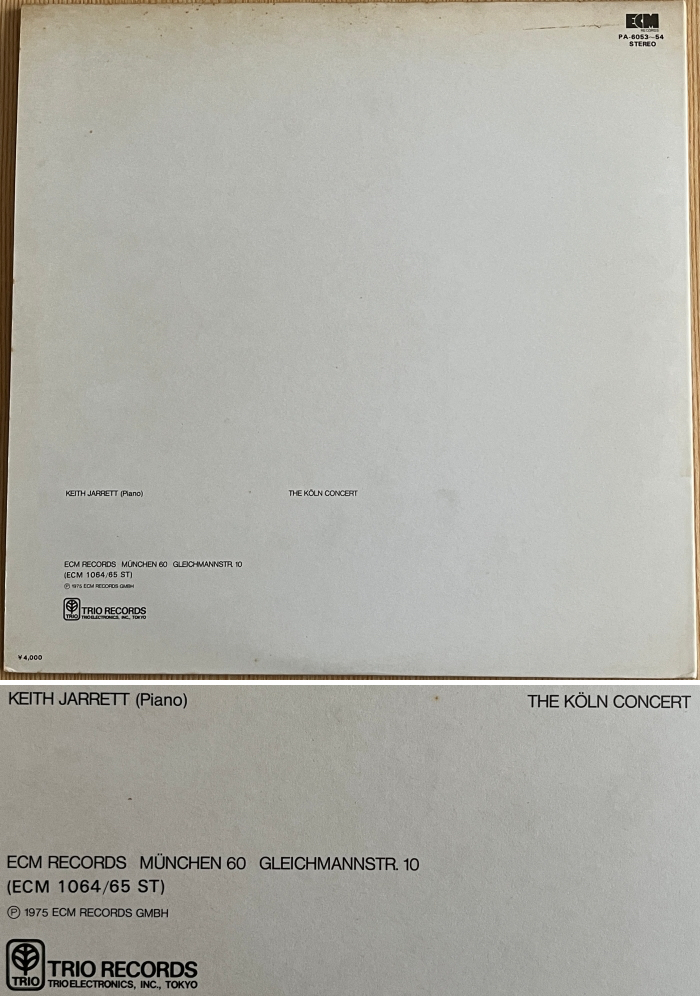 ECM
RECORDS
PA-6053~54
STEREO
KEITH JARRETT (Piano) THE KÖLN CONCERT
ECM RECORDS MÜNCHEN 60 GLEICHMANNSTR. 10
(ECM 1064/65 ST)
Ⓟ 1975 ECM RECORDS GMBH
TRIO TRIO RECORDS
TRIO ELECTRONICS, INC., TOKYO
¥4,000
KEITH JARRETT (Piano) THE KÖLN CONCERT
ECM RECORDS MÜNCHEN 60 GLEICHMANNSTR. 10
(ECM 1064/65 ST)
Ⓟ 1975 ECM RECORDS GMBH
TRIO TRIO RECORDS
TRIO ELECTRONICS, INC., TOKYO